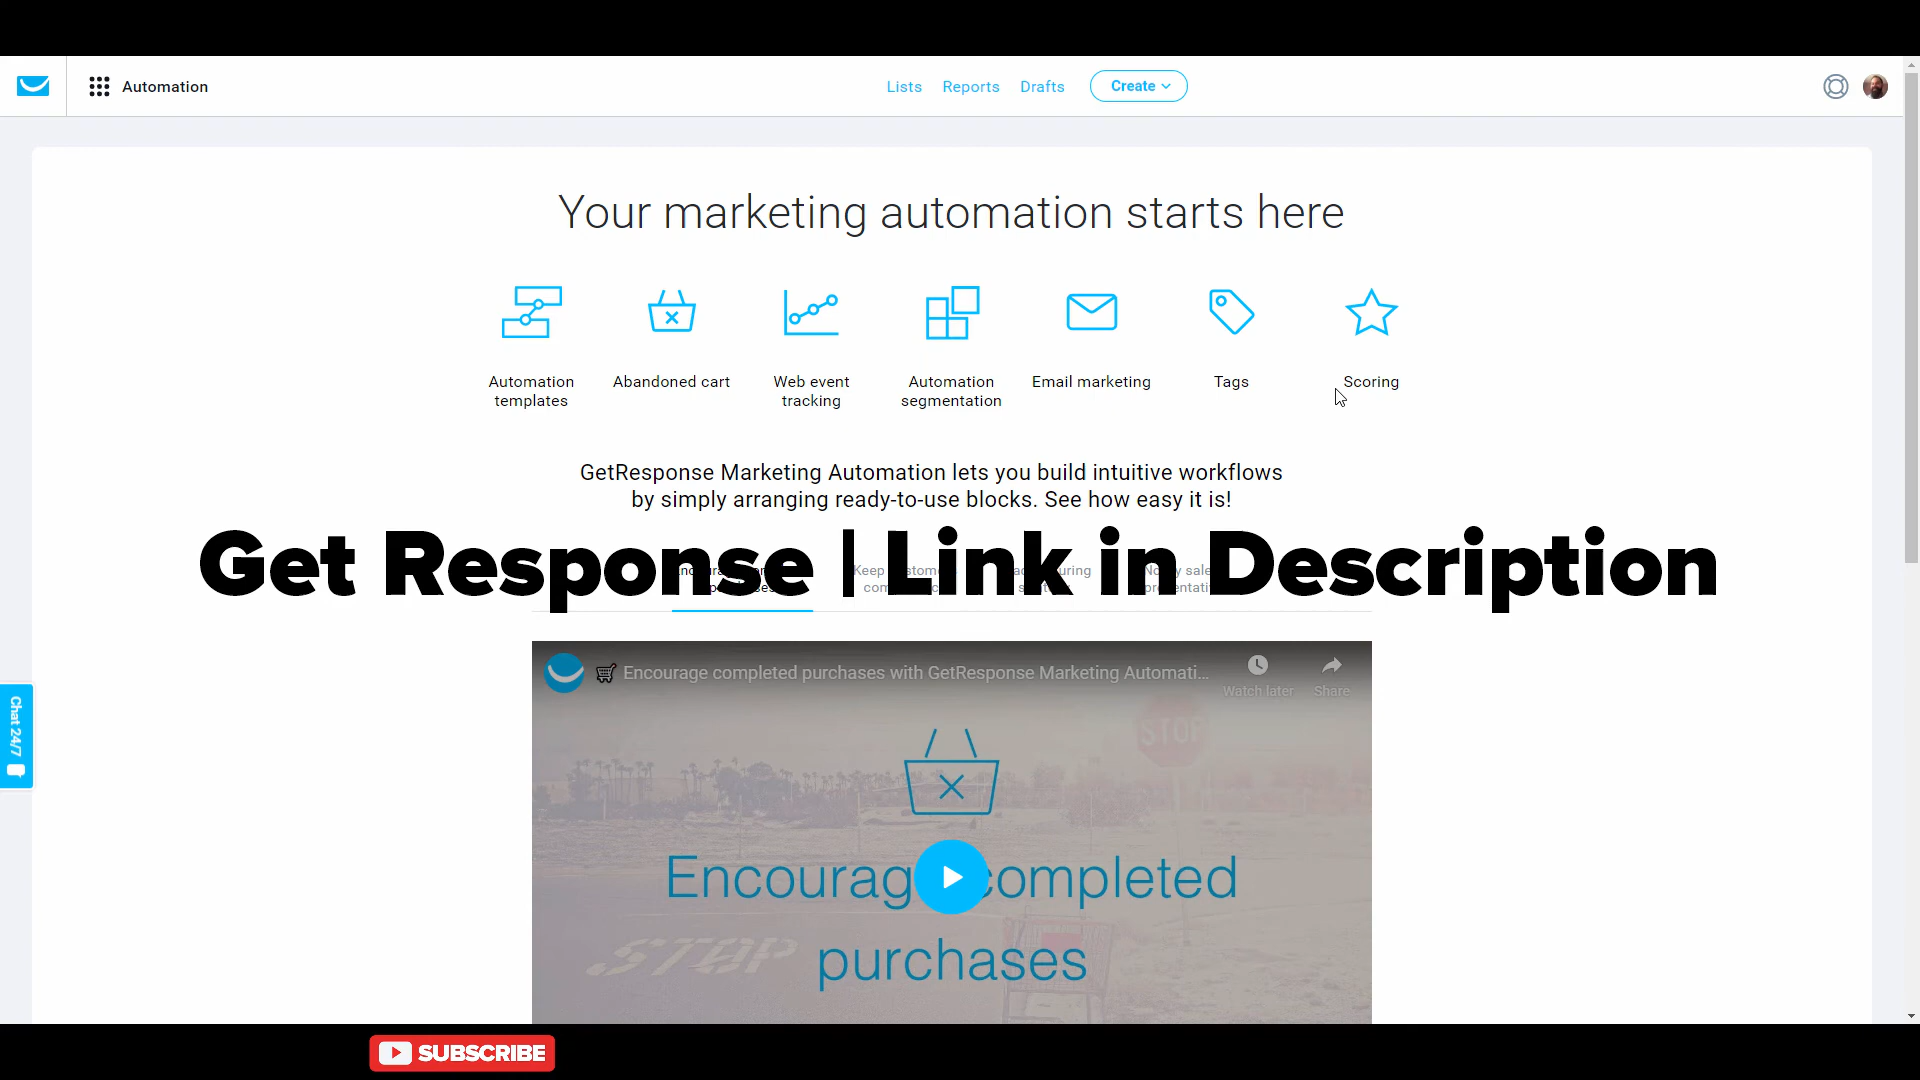 Automation
Lists Reports Drafts Create
Your marketing automation starts here
Automation templates
Abandoned cart
Web event tracking
Automation segmentation
Email marketing
Tags
Scoring
GetResponse Marketing Automation lets you build intuitive workflows
by simply arranging ready-to-use blocks. See how easy it is!
Get Response | Link in Description
Keep
Encourage completed purchases with GetResponse Marketing Automati...
Watch later
Share
STOP
Encourag completed
purchases
STOP
Chat 24/7
SUBSCRIBE